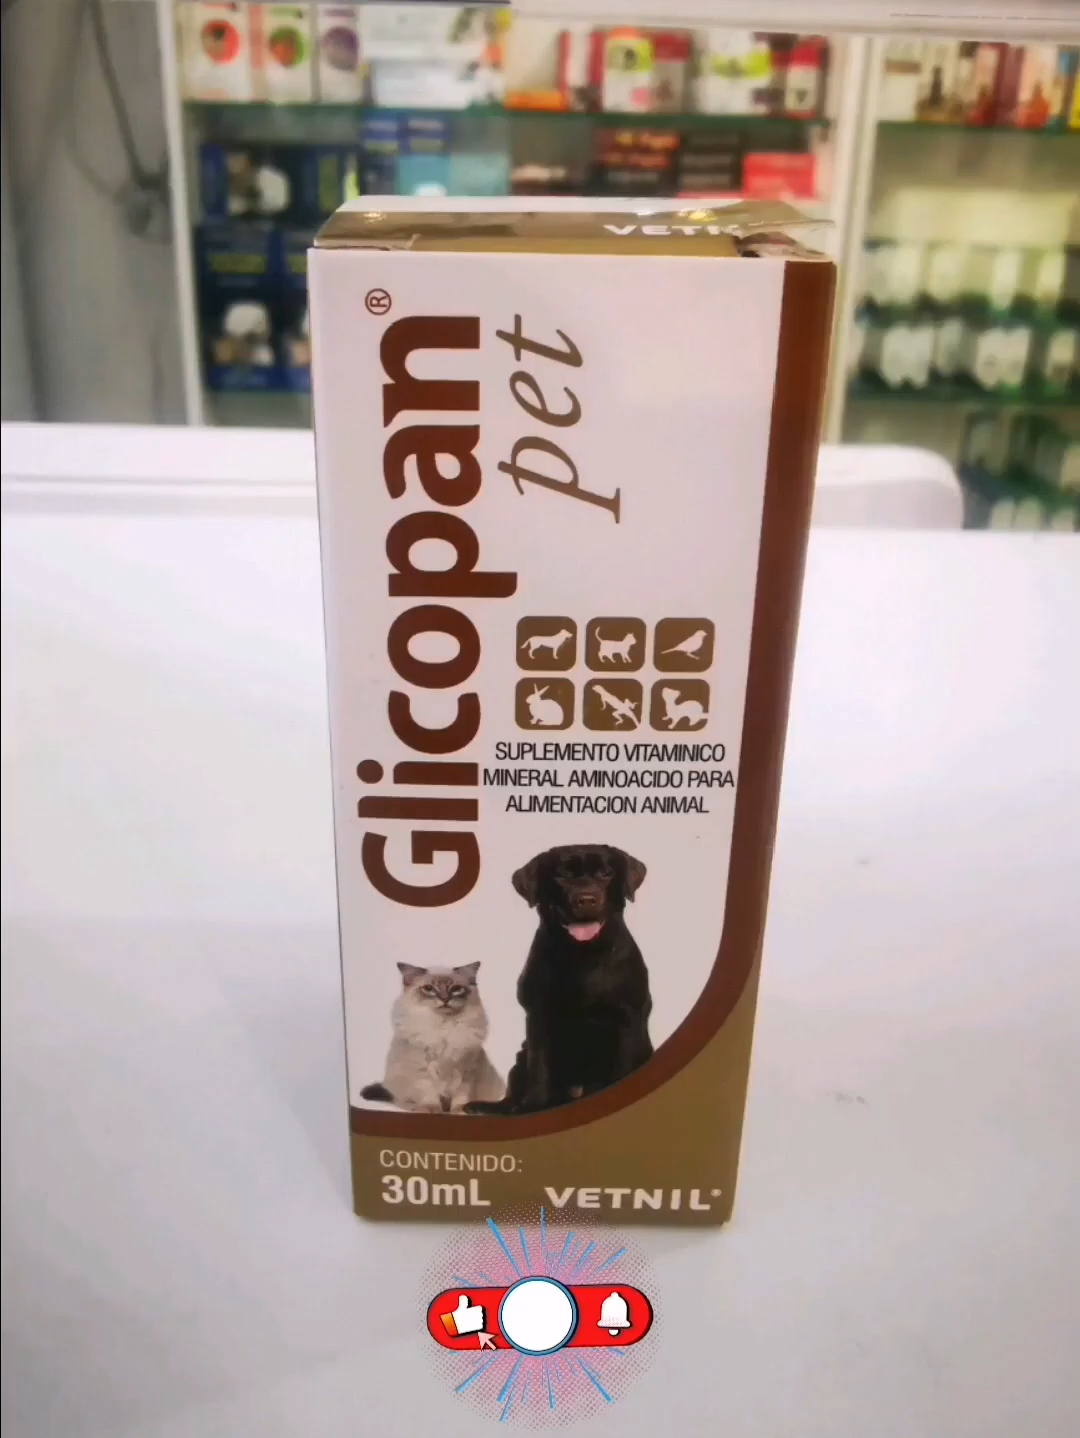 VETNIL
Glicopan®
pet
SUPLEMENTO VITAMINICO
MINERAL AMINOACIDO PARA
ALIMENTACION ANIMAL
CONTENIDO:
30mL
VETNIL®